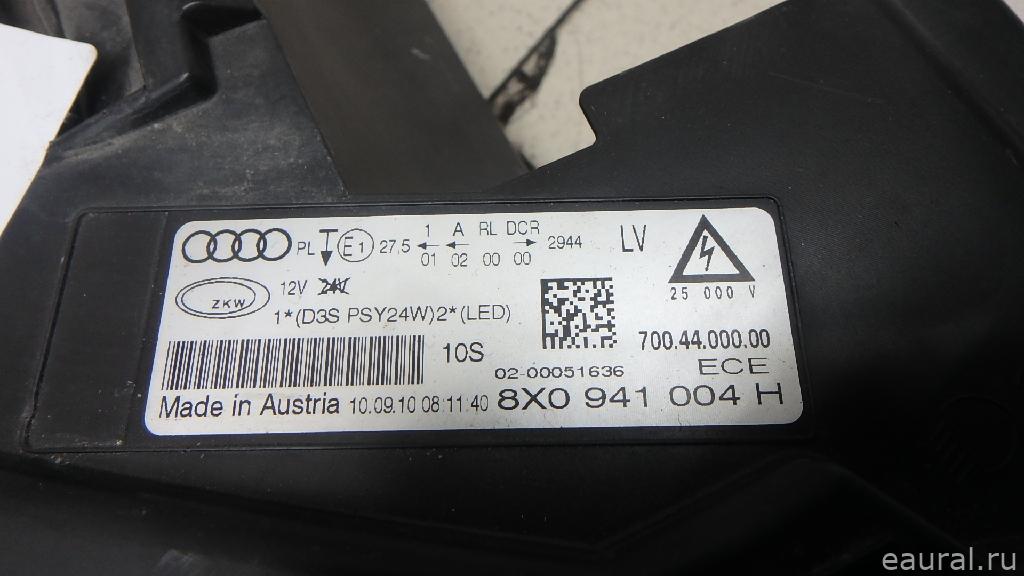 PL E1 27,5 1 A RL DCR 2944 LV
01 02 00 00
ZKW 12V 24V 25 000 V
1*(D3S PSY24W)2*(LED)
700.44.000.00
10S 02-00051636 ECE
Made in Austria 10.09.10 08:11:40 8X0 941 004 H
eaural.ru